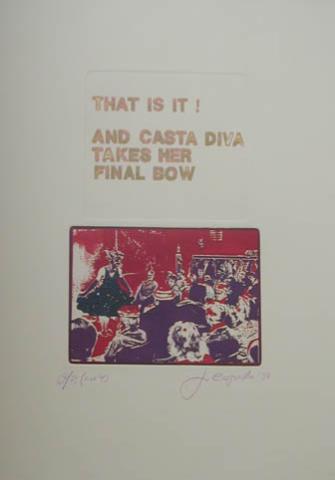 THAT IS IT !
AND CASTA DIVA
TAKES HER
FINAL BOW